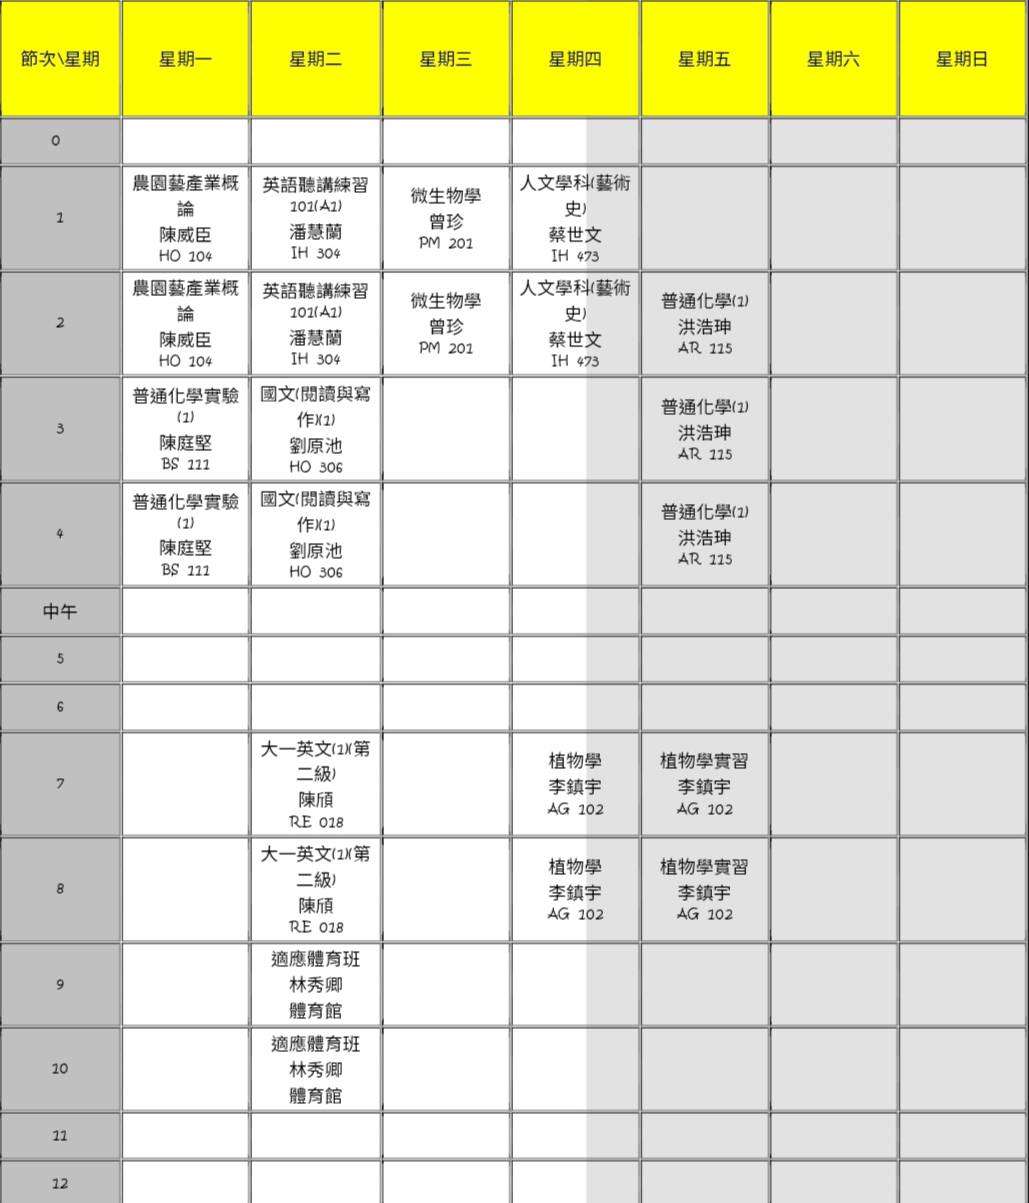 節次\星期 星期一 星期二 星期三 星期四 星期五 星期六 星期日
0
1
農園藝產業概
論
陳威臣
HO 104
英語聽講練習
101(A1)
潘慧蘭
IH 304
微生物學
曾珍
PM 201
人文學科(藝術
史)
蔡世文
IH 473
2
農園藝產業概
論
陳威臣
HO 104
英語聽講練習
101(A1)
潘慧蘭
IH 304
微生物學
曾珍
PM 201
人文學科(藝術
史)
蔡世文
IH 473
普通化學(1)
洪浩珅
AR 115
3
普通化學實驗
(1)
陳庭堅
BS 111
國文(閱讀與寫
作)(1)
劉原池
HO 306
普通化學(1)
洪浩珅
AR 115
4
普通化學實驗
(1)
陳庭堅
BS 111
國文(閱讀與寫
作)(1)
劉原池
HO 306
普通化學(1)
洪浩珅
AR 115
中午
5
6
7
大一英文(1)(第
二級)
陳頎
RE 018
植物學
李鎮宇
AG 102
植物學實習
李鎮宇
AG 102
8
大一英文(1)(第
二級)
陳頎
RE 018
植物學
李鎮宇
AG 102
植物學實習
李鎮宇
AG 102
9
適應體育班
林秀卿
體育館
10
適應體育班
林秀卿
體育館
11
12